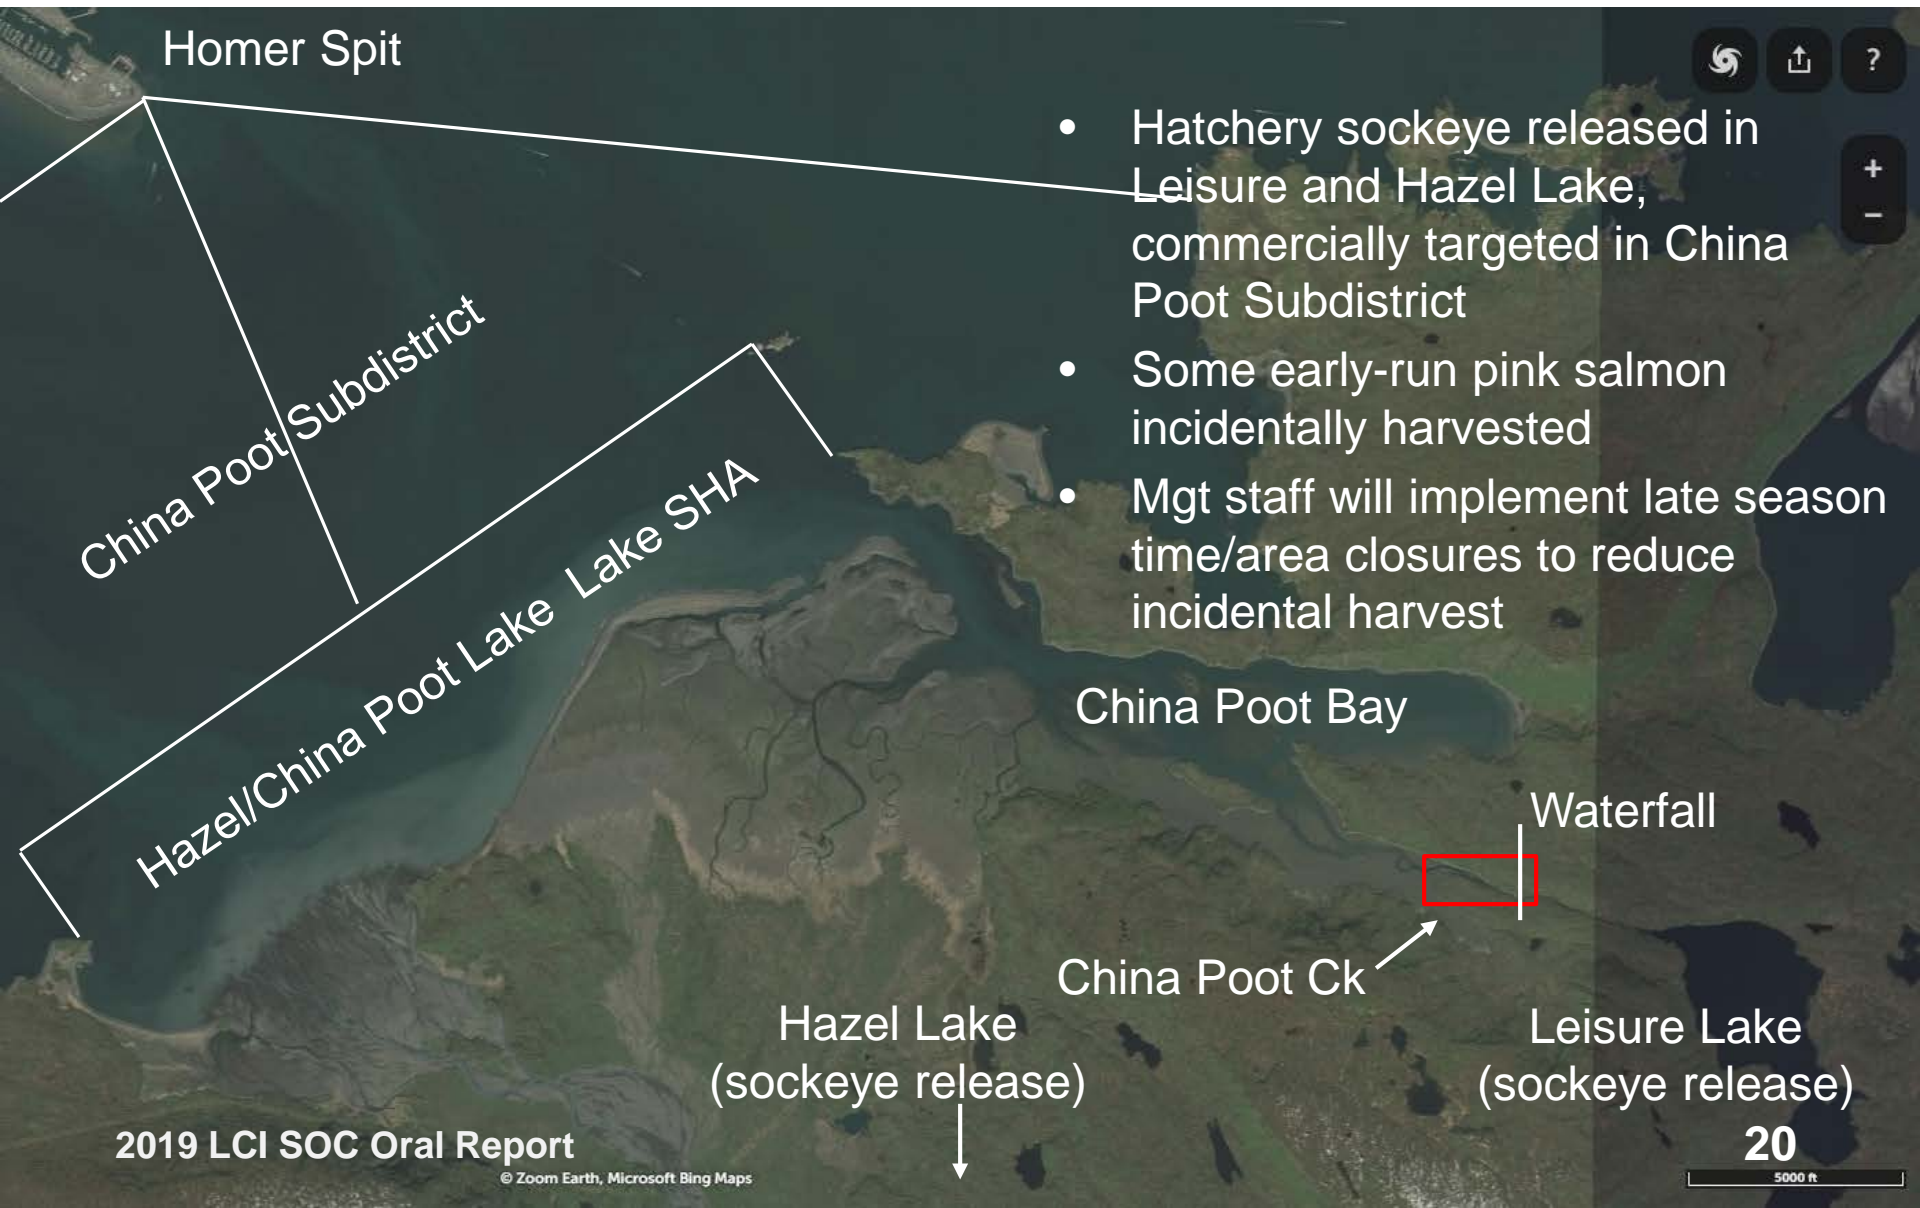 Homer Spit
?
+
−
• Hatchery sockeye released in
Leisure and Hazel Lake,
commercially targeted in China
Poot Subdistrict
• Some early-run pink salmon
incidentally harvested
• Mgt staff will implement late season
time/area closures to reduce
incidental harvest
China Poot Subdistrict
Hazel/China Poot Lake Lake SHA
China Poot Bay
Waterfall
China Poot Ck
Hazel Lake
(sockeye release)
Leisure Lake
(sockeye release)
2019 LCI SOC Oral Report
20
© Zoom Earth, Microsoft Bing Maps
5000 ft